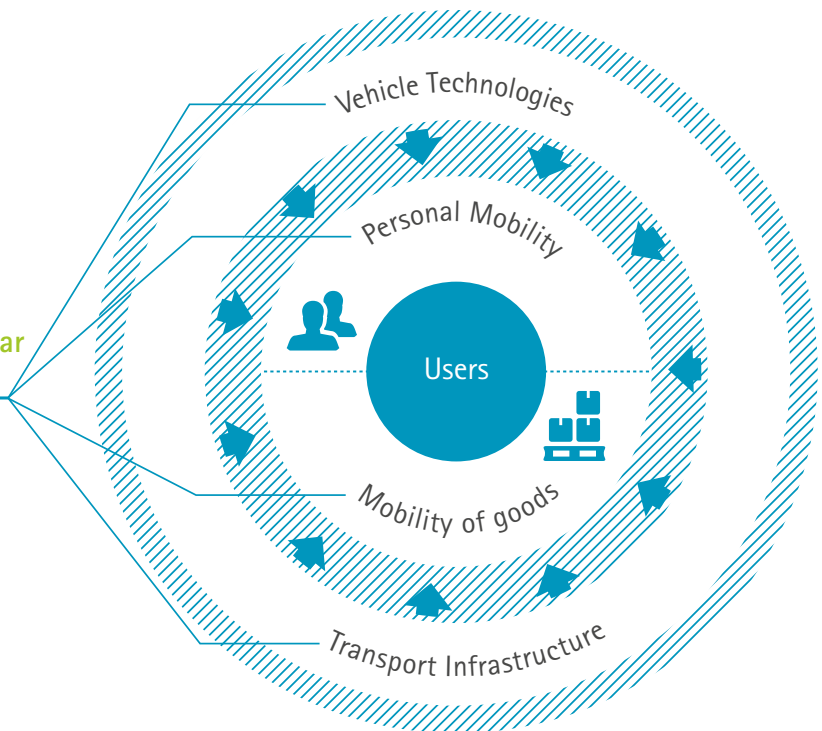 Vehicle Technologies
Personal Mobility
ar
Users
Mobility of goods
Transport Infrastructure